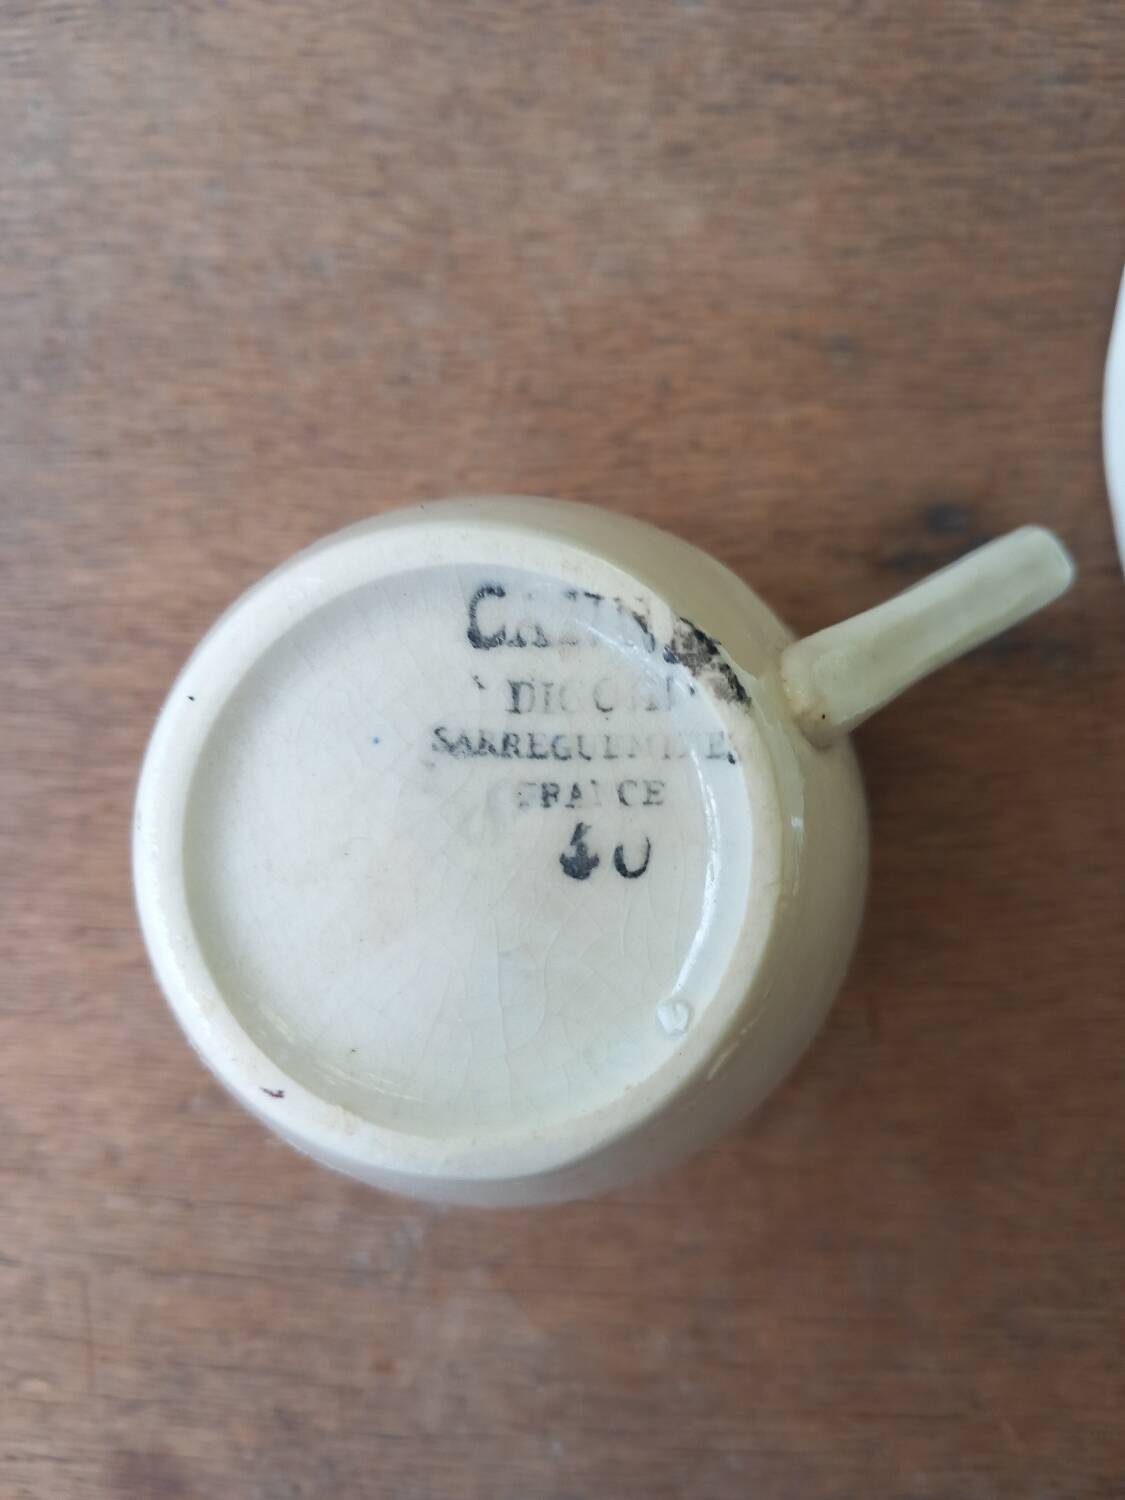 DIGOIN
SARREGUEMINES
FRANCE
40